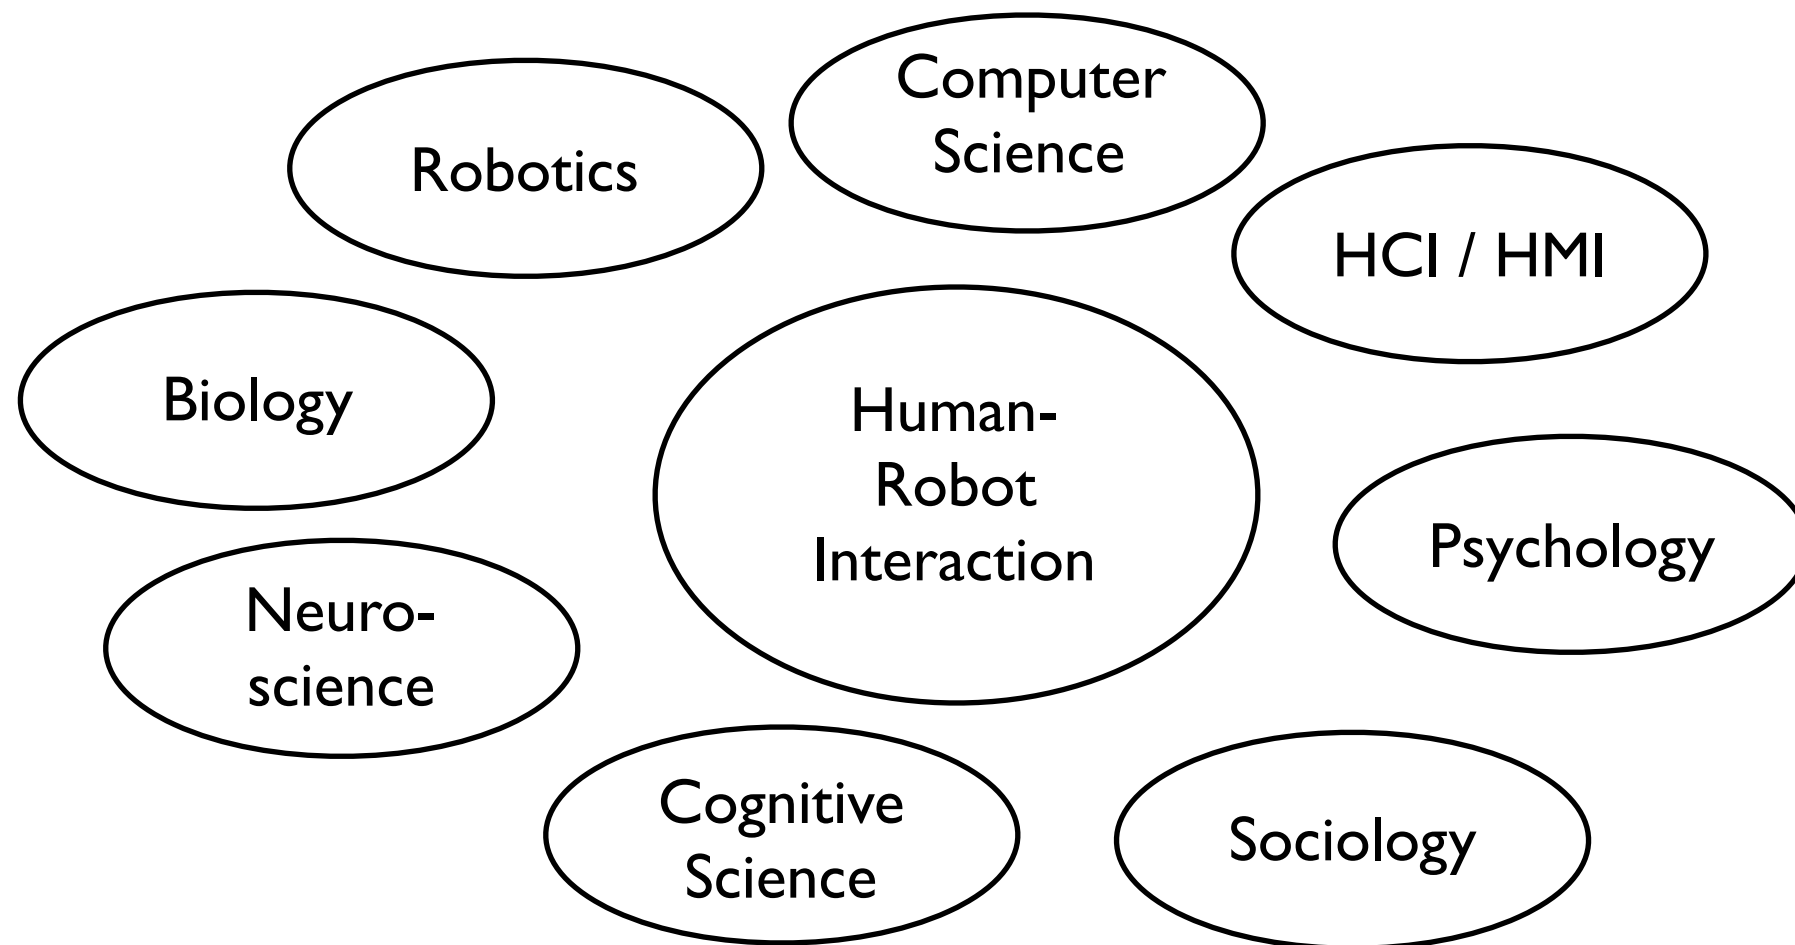 Computer
Science
Robotics
HCI / HMI
Biology
Human-
Robot
Interaction
Psychology
Neuro-
science
Cognitive
Science
Sociology